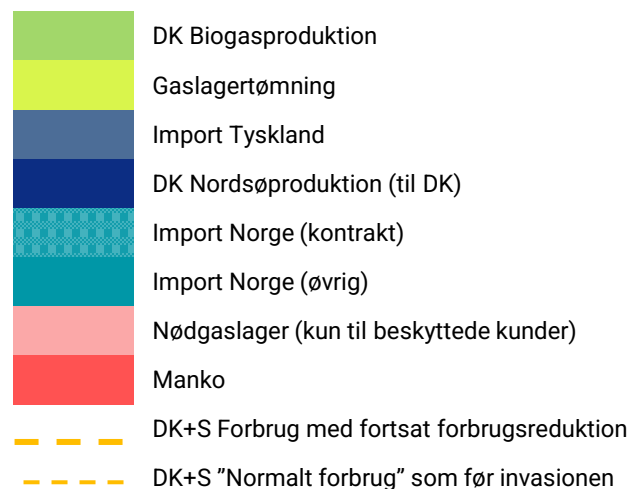 DK Biogasproduktion
Gaslagertømning
Import Tyskland
DK Nordsøproduktion (til DK)
Import Norge (kontrakt)
Import Norge (øvrig)
Nødgaslager (kun til beskyttede kunder)
Manko
DK+S Forbrug med fortsat forbrugsreduktion
DK+S ”Normalt forbrug” som før invasionen